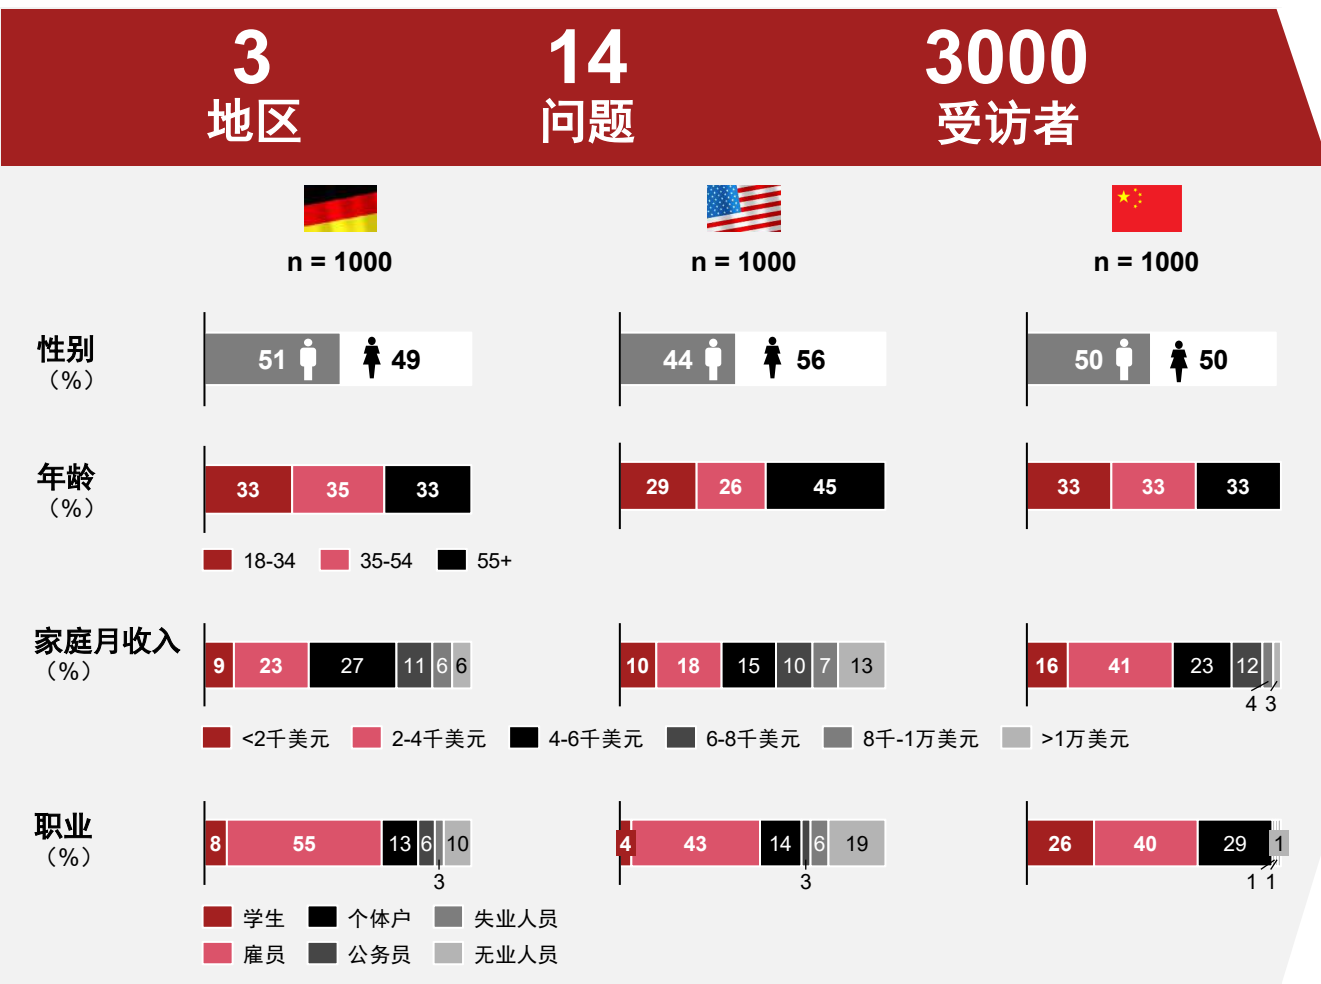 3 14 3000
地区 问题 受访者
n = 1000 n = 1000 n = 1000
性别
（%）
51 49 44 56 50 50
年龄
（%）
33 35 33 29 26 45 33 33 33
18-34 35-54 55+
家庭月收入
（%）
9 23 27 11 6 6 10 18 15 10 7 13 16 41 23 12
4 3
<2千美元 2-4千美元 4-6千美元 6-8千美元 8千-1万美元 >1万美元
职业
（%）
8 55 13 6 10 4 43 14 6 19 26 40 29 1
3 3 1 1
学生 个体户 失业人员
雇员 公务员 无业人员